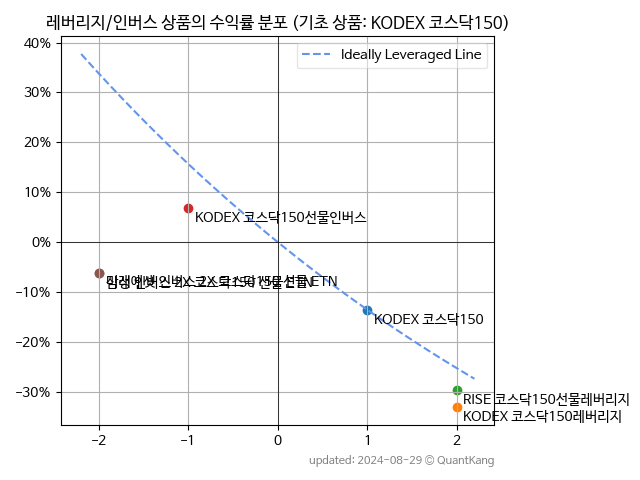 레버리지/인버스 상품의 수익률 분포 (기초 상품: KODEX 코스닥150)
40%
30%
20%
10%
0%
−10%
−20%
−30%
Ideally Leveraged Line
KODEX 코스닥150선물인버스
KODEX 코스닥150
RISE 코스닥150선물레버리지
KODEX 코스닥150레버리지
−2
−1
0
1
2
updated: 2024-08-29 © QuantKang